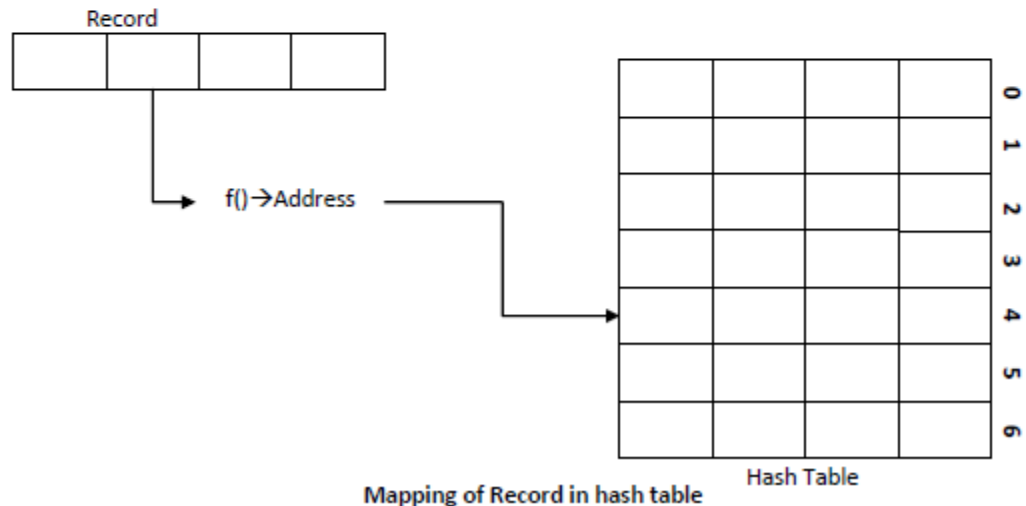 Record
0
1
f()→Address
2
3
4
5
6
Hash Table
Mapping of Record in hash table